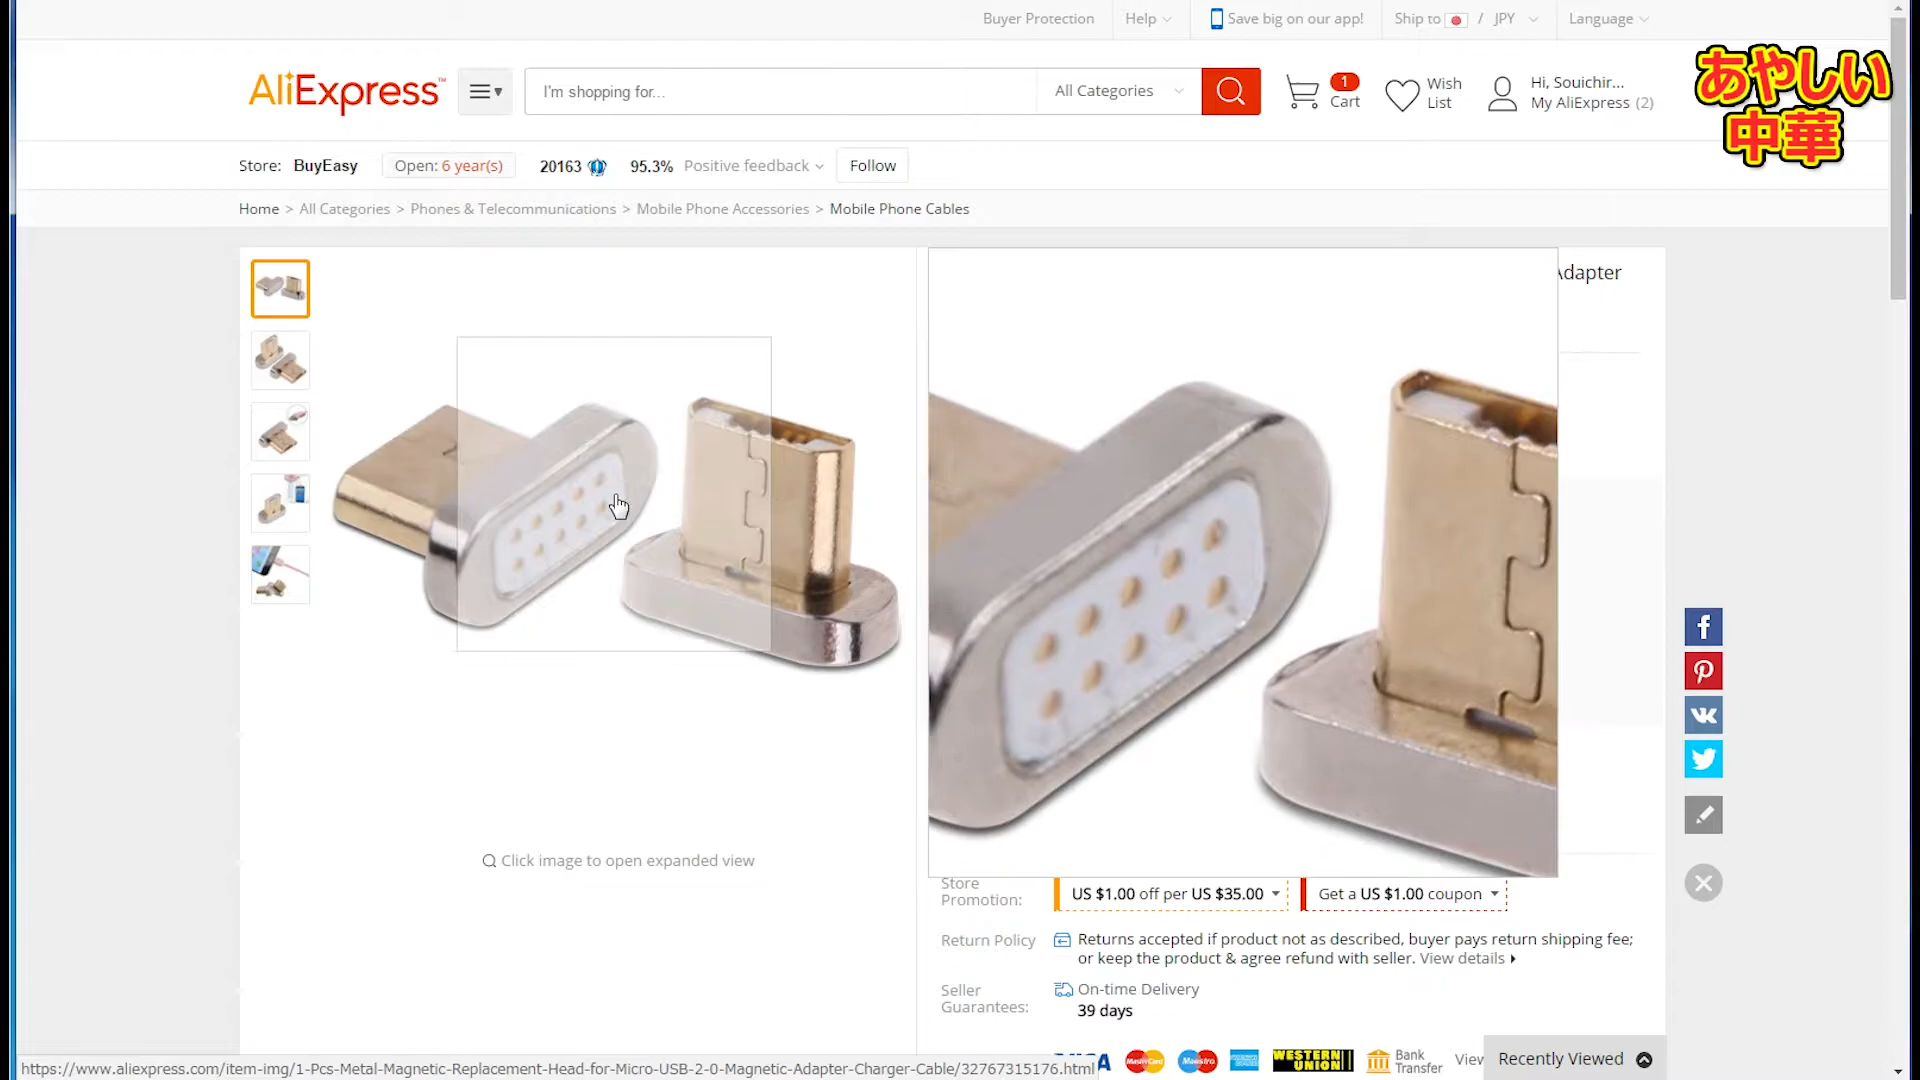 Buyer Protection
Help
Save big on our app!
Ship to / JPY
Language
AliExpress™
I'm shopping for...
All Categories
1
Cart
Wish
List
Hi, Souichir...
My AliExpress (2)
あやしい
中華
Store: BuyEasy
Open: 6 year(s)
20163
95.3% Positive feedback
Follow
Home > All Categories > Phones & Telecommunications > Mobile Phone Accessories > Mobile Phone Cables
Adapter
Click image to open expanded view
Store
Promotion:
US $1.00 off per US $35.00
Get a US $1.00 coupon
Return Policy
Returns accepted if product not as described, buyer pays return shipping fee;
or keep the product & agree refund with seller. View details
Seller
Guarantees:
On-time Delivery
39 days
VISA
MasterCard
Maestro
WESTERN
UNION
Bank
Transfer
View
Recently Viewed
https://www.aliexpress.com/item-img/1-Pcs-Metal-Magnetic-Replacement-Head-for-Micro-USB-2-0-Magnetic-Adapter-Charger-Cable/32767315176.html